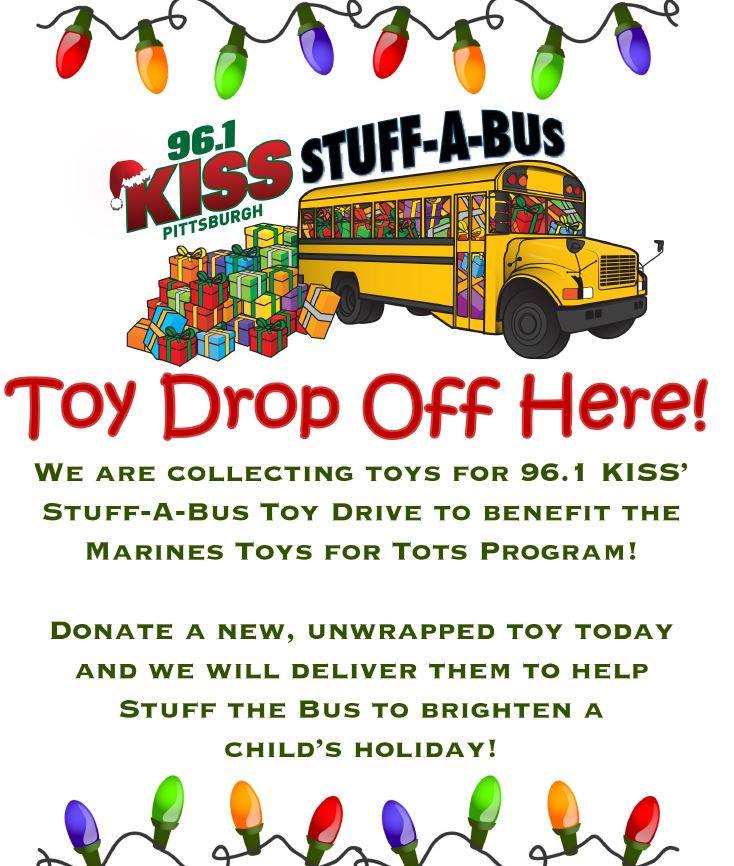 96.1
KISS
PITTSBURGH
STUFF-A-BUS
Toy Drop Off Here!
We are collecting toys for 96.1 KISS’
Stuff-A-Bus Toy Drive to benefit the
Marines Toys for Tots Program!
Donate a new, unwrapped toy today
and we will deliver them to help
Stuff the Bus to brighten a
child’s holiday!